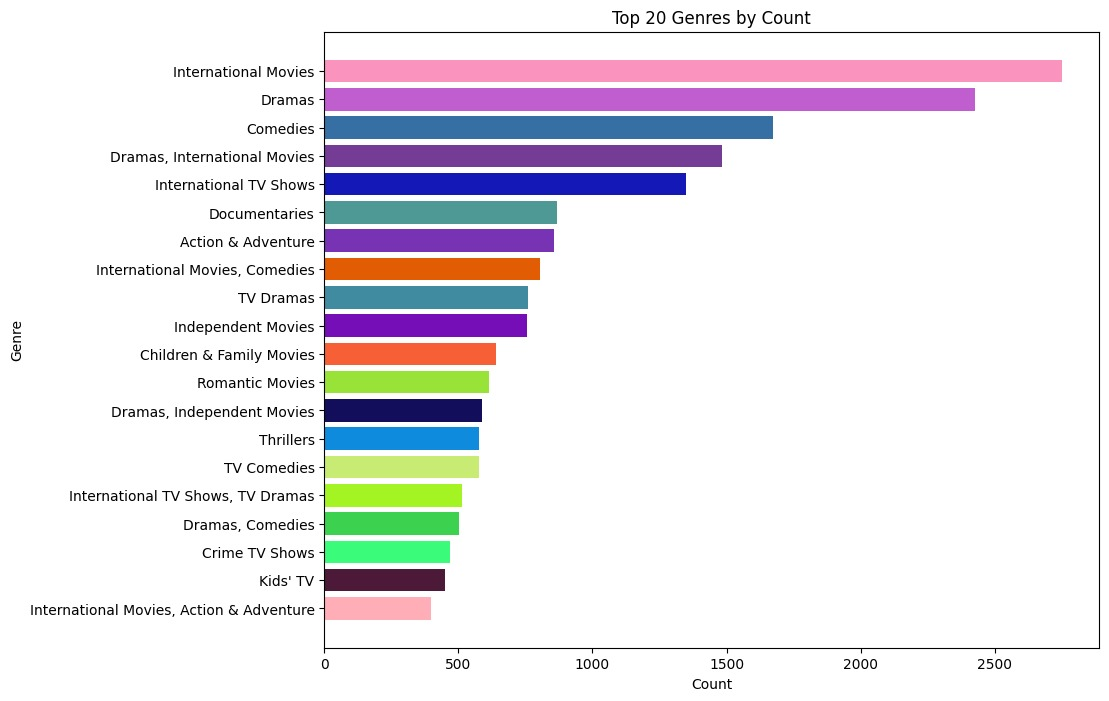 Top 20 Genres by Count
International Movies
Dramas
Comedies
Dramas, International Movies
International TV Shows
Documentaries
Action & Adventure
International Movies, Comedies
TV Dramas
Independent Movies
Children & Family Movies
Romantic Movies
Dramas, Independent Movies
Thrillers
TV Comedies
International TV Shows, TV Dramas
Dramas, Comedies
Crime TV Shows
Kids' TV
International Movies, Action & Adventure
Genre
0 500 1000 1500 2000 2500
Count